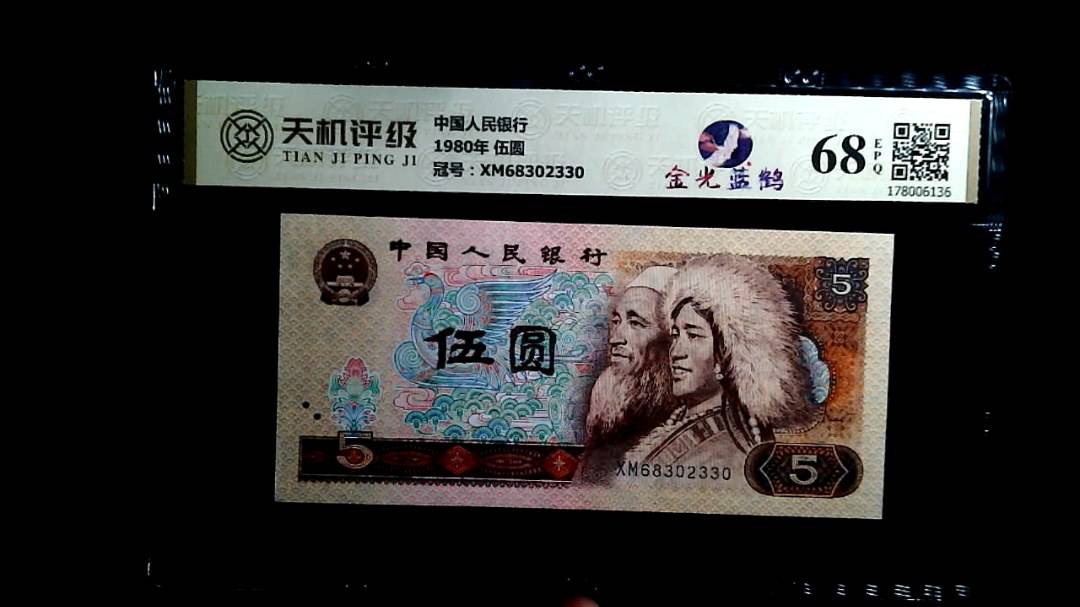 天机评级
TIAN JI PING JI
中国人民银行
1980年 伍圆
冠号：XM68302330
金光蓝鹤
68
EPQ
178006136
中国人民银行
5
伍圆
5
XM68302330
5